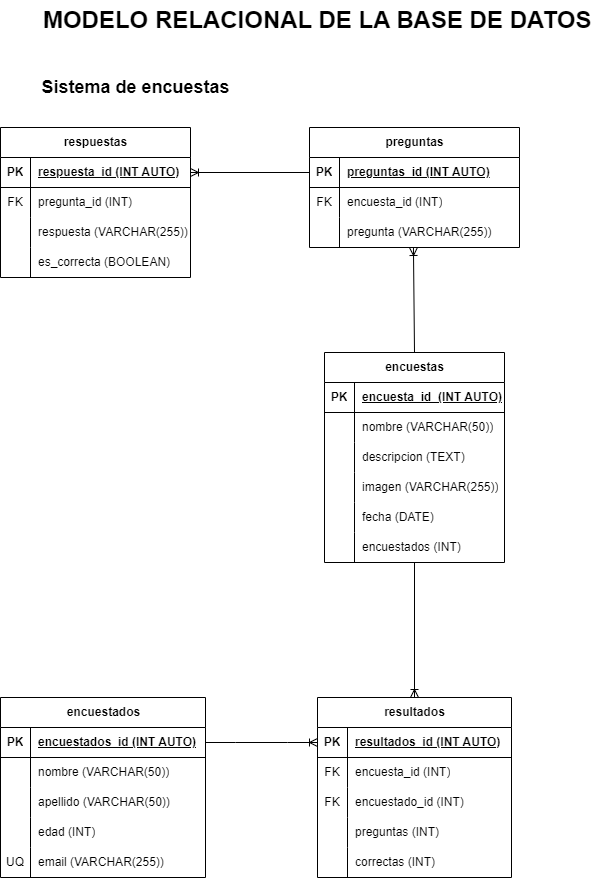 MODELO RELACIONAL DE LA BASE DE DATOS
Sistema de encuestas
respuestas
PK respuesta_id (INT AUTO)
FK pregunta_id (INT)
respuesta (VARCHAR(255))
es_correcta (BOOLEAN)
preguntas
PK preguntas_id (INT AUTO)
FK encuesta_id (INT)
pregunta (VARCHAR(255))
encuestas
PK encuesta_id (INT AUTO)
nombre (VARCHAR(50))
descripcion (TEXT)
imagen (VARCHAR(255))
fecha (DATE)
encuestados (INT)
encuestados
PK encuestados_id (INT AUTO)
nombre (VARCHAR(50))
apellido (VARCHAR(50))
edad (INT)
UQ email (VARCHAR(255))
resultados
PK resultados_id (INT AUTO)
FK encuesta_id (INT)
FK encuestado_id (INT)
preguntas (INT)
correctas (INT)